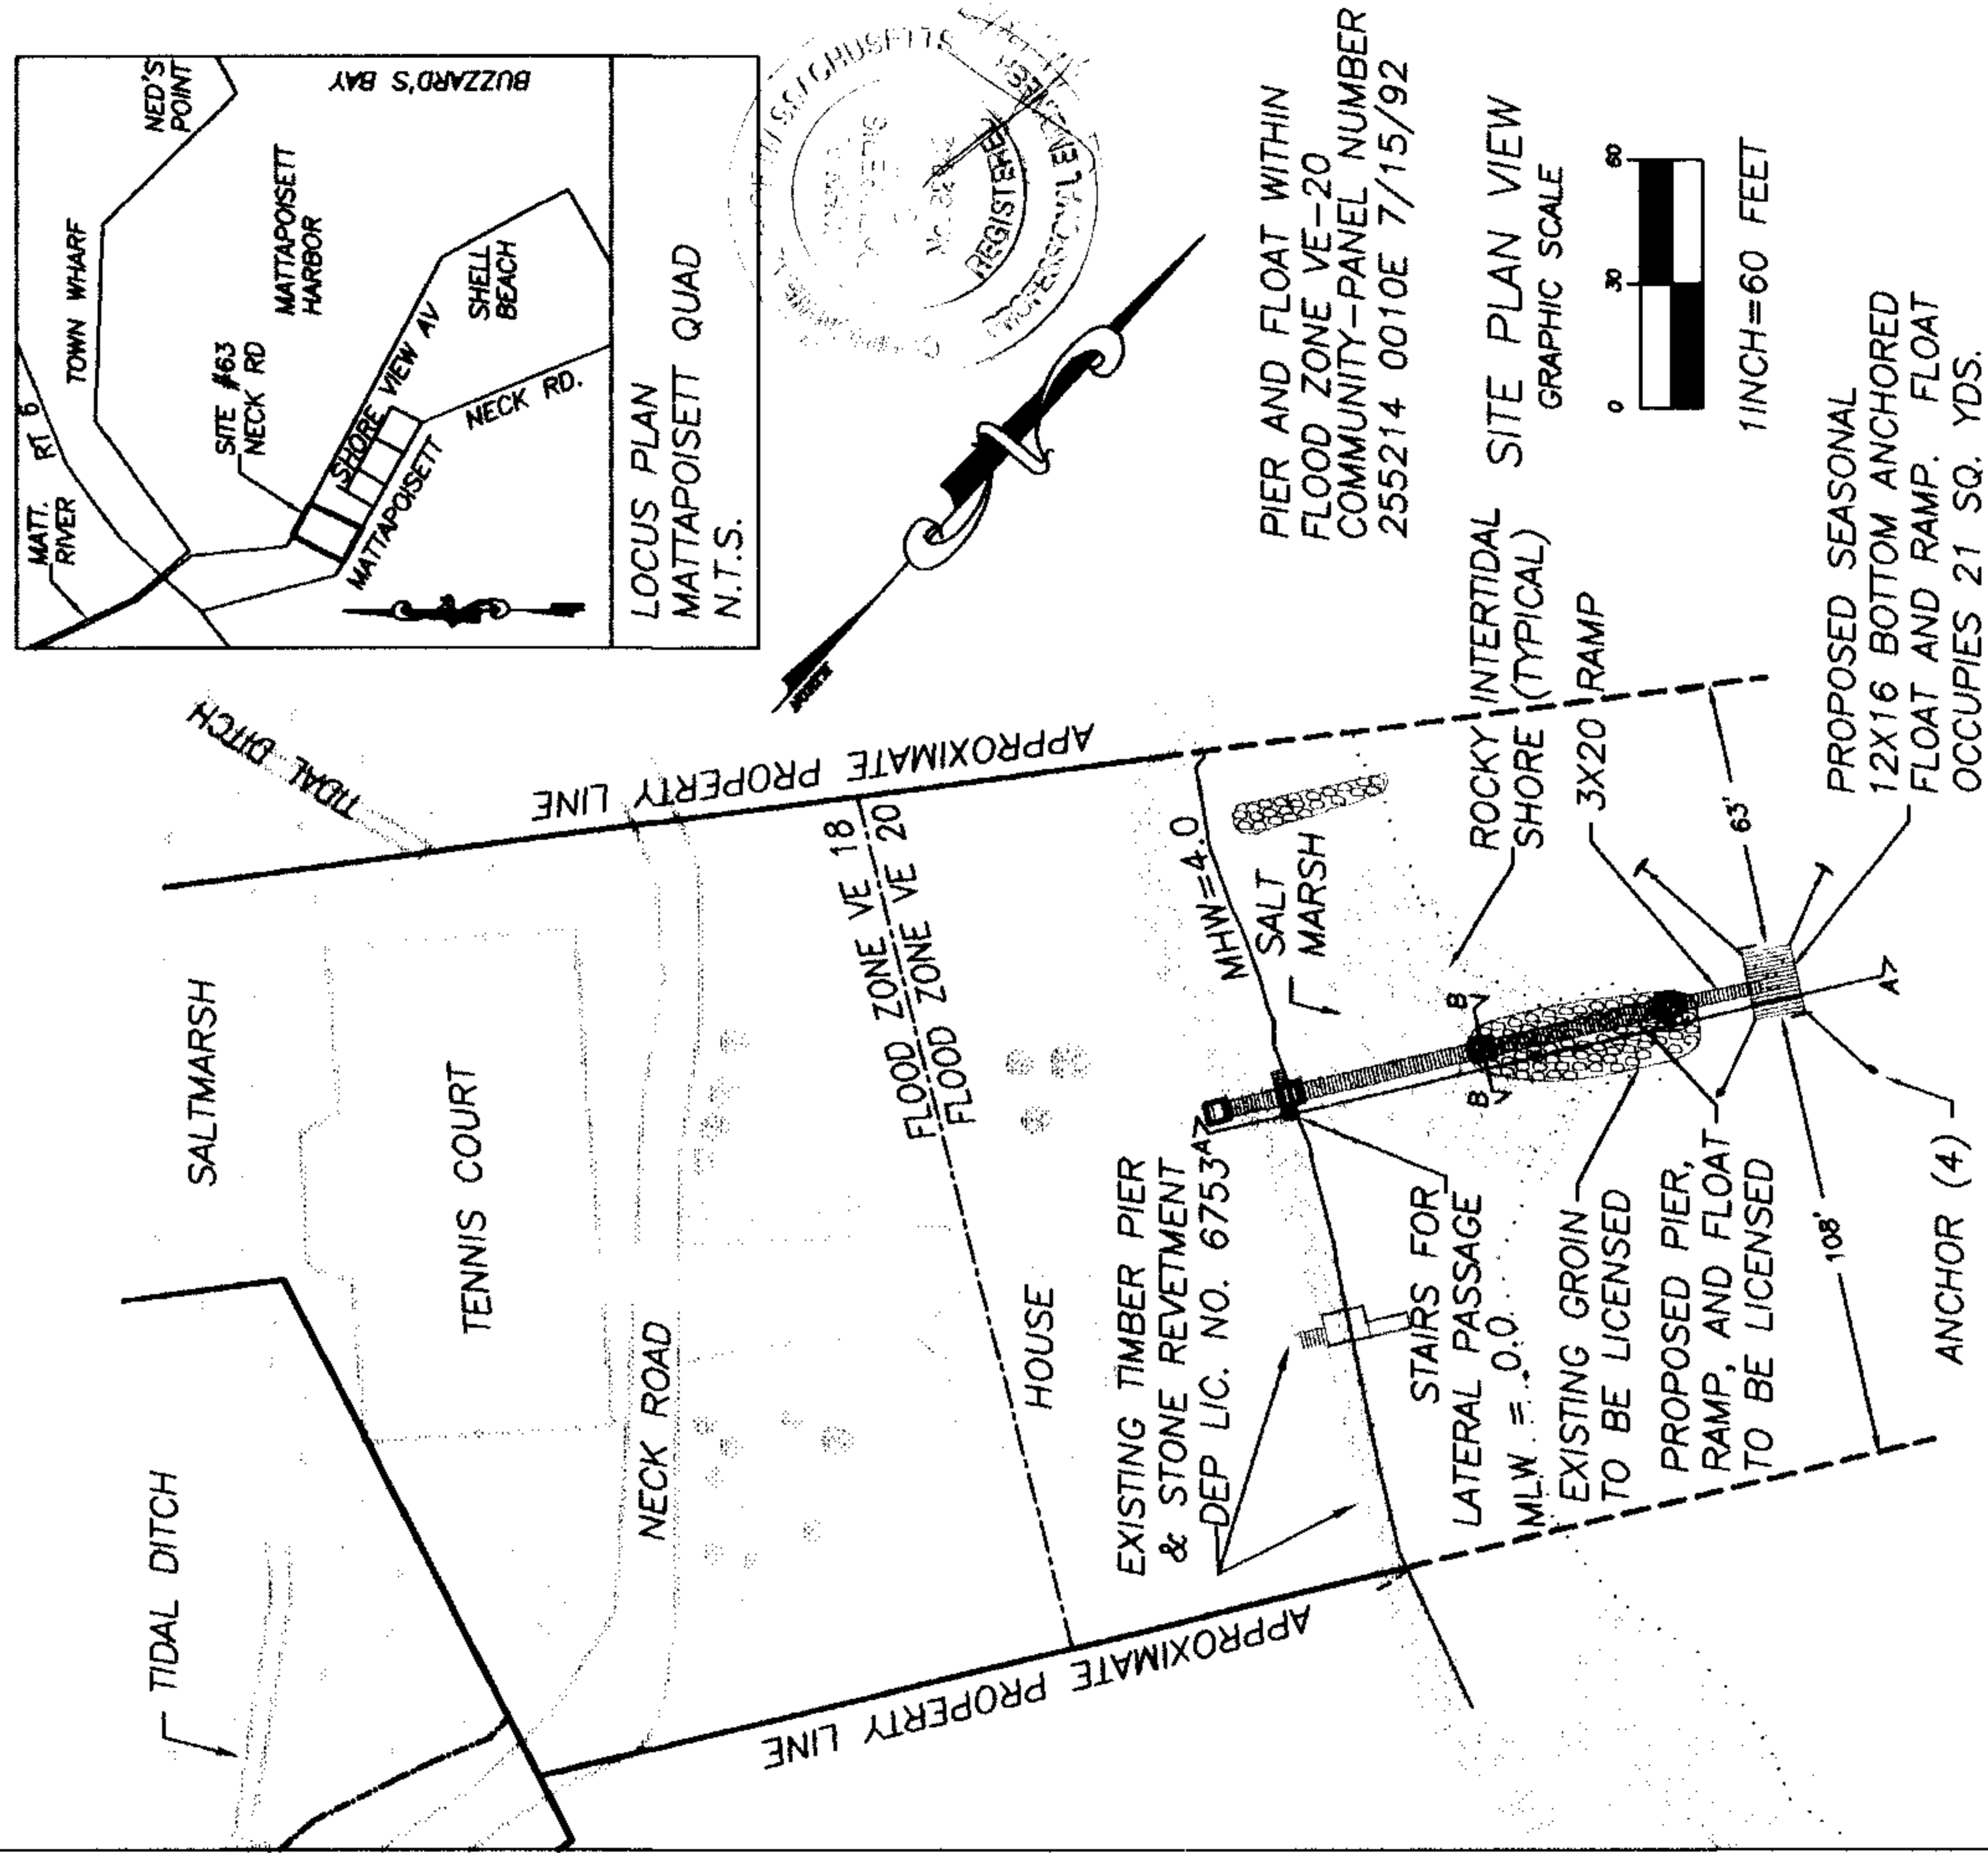 RT 6
TOWN WHARF
NED'S
POINT
MATT.
RIVER
SITE #63
NECK RD
MATTAPOISETT
HARBOR
BUZZARD'S BAY
SHORE VIEW AV
SHELL
BEACH
MATTAPOISETT
NECK RD.
LOCUS PLAN
MATTAPOISETT QUAD
N.T.S.
REGISTERED
PROFESSIONAL
NORTH
PIER AND FLOAT WITHIN
FLOOD ZONE VE-20
COMMUNITY-PANEL NUMBER
255214 0010E 7/15/92
SITE PLAN VIEW
GRAPHIC SCALE
0 30 60
1INCH=60 FEET
TIDAL DITCH
SALTMARSH
TIDAL DITCH
TENNIS COURT
NECK ROAD
APPROXIMATE PROPERTY LINE
FLOOD ZONE VE 18
FLOOD ZONE VE 20
HOUSE
APPROXIMATE PROPERTY LINE
EXISTING TIMBER PIER
& STONE REVETMENT
DEP LIC. NO. 6753
A
MHW=4.0
SALT
MARSH
STAIRS FOR
LATERAL PASSAGE
MLW = 0.0
B
B
ROCKY INTERTIDAL
SHORE (TYPICAL)
3X20 RAMP
EXISTING GROIN
TO BE LICENSED
PROPOSED PIER,
RAMP, AND FLOAT
TO BE LICENSED
63'
108'
A
ANCHOR (4)
PROPOSED SEASONAL
12X16 BOTTOM ANCHORED
FLOAT AND RAMP. FLOAT
OCCUPIES 21 SQ. YDS.